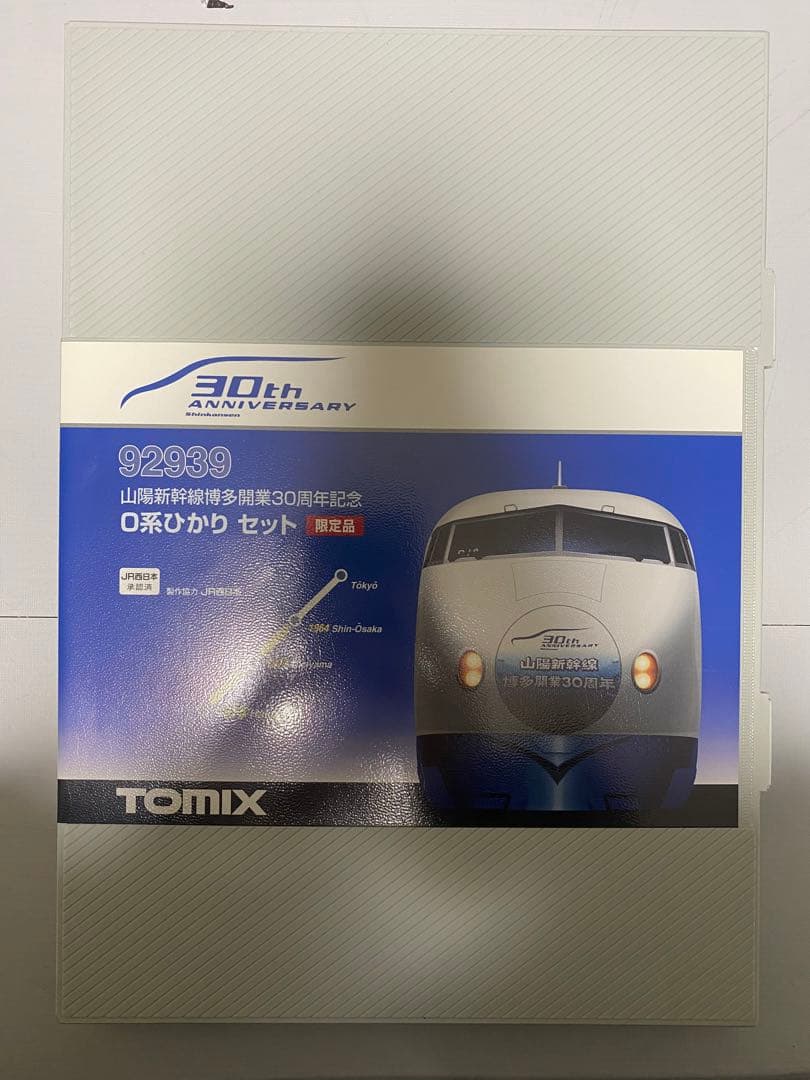 30th
ANNIVERSARY
Shinkansen
92939
山陽新幹線博多開業30周年記念
0系ひかり セット 限定品
JR西日本
承認済
製作協力 JR西日本
Tōkyō
1964 Shin-Ōsaka
30th
ANNIVERSARY
山陽新幹線
博多開業30周年
TOMIX